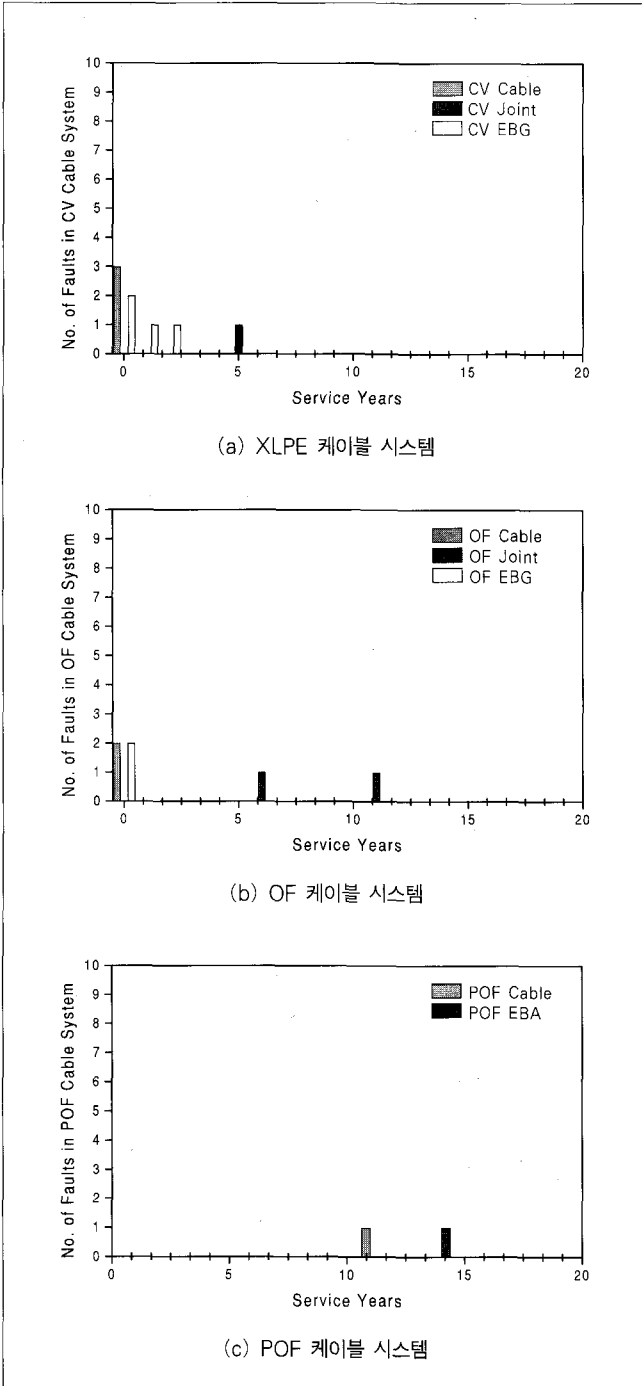 No. of Faults in CV Cable System
10
9
8
7
6
5
4
3
2
1
0
CV Cable
CV Joint
CV EBG
0 5 10 15 20
Service Years
(a) XLPE 케이블 시스템
No. of Faults in OF Cable System
10
9
8
7
6
5
4
3
2
1
0
OF Cable
OF Joint
OF EBG
0 5 10 15 20
Service Years
(b) OF 케이블 시스템
No. of Faults in POF Cable System
10
9
8
7
6
5
4
3
2
1
0
POF Cable
POF EBA
0 5 10 15 20
Service Years
(c) POF 케이블 시스템